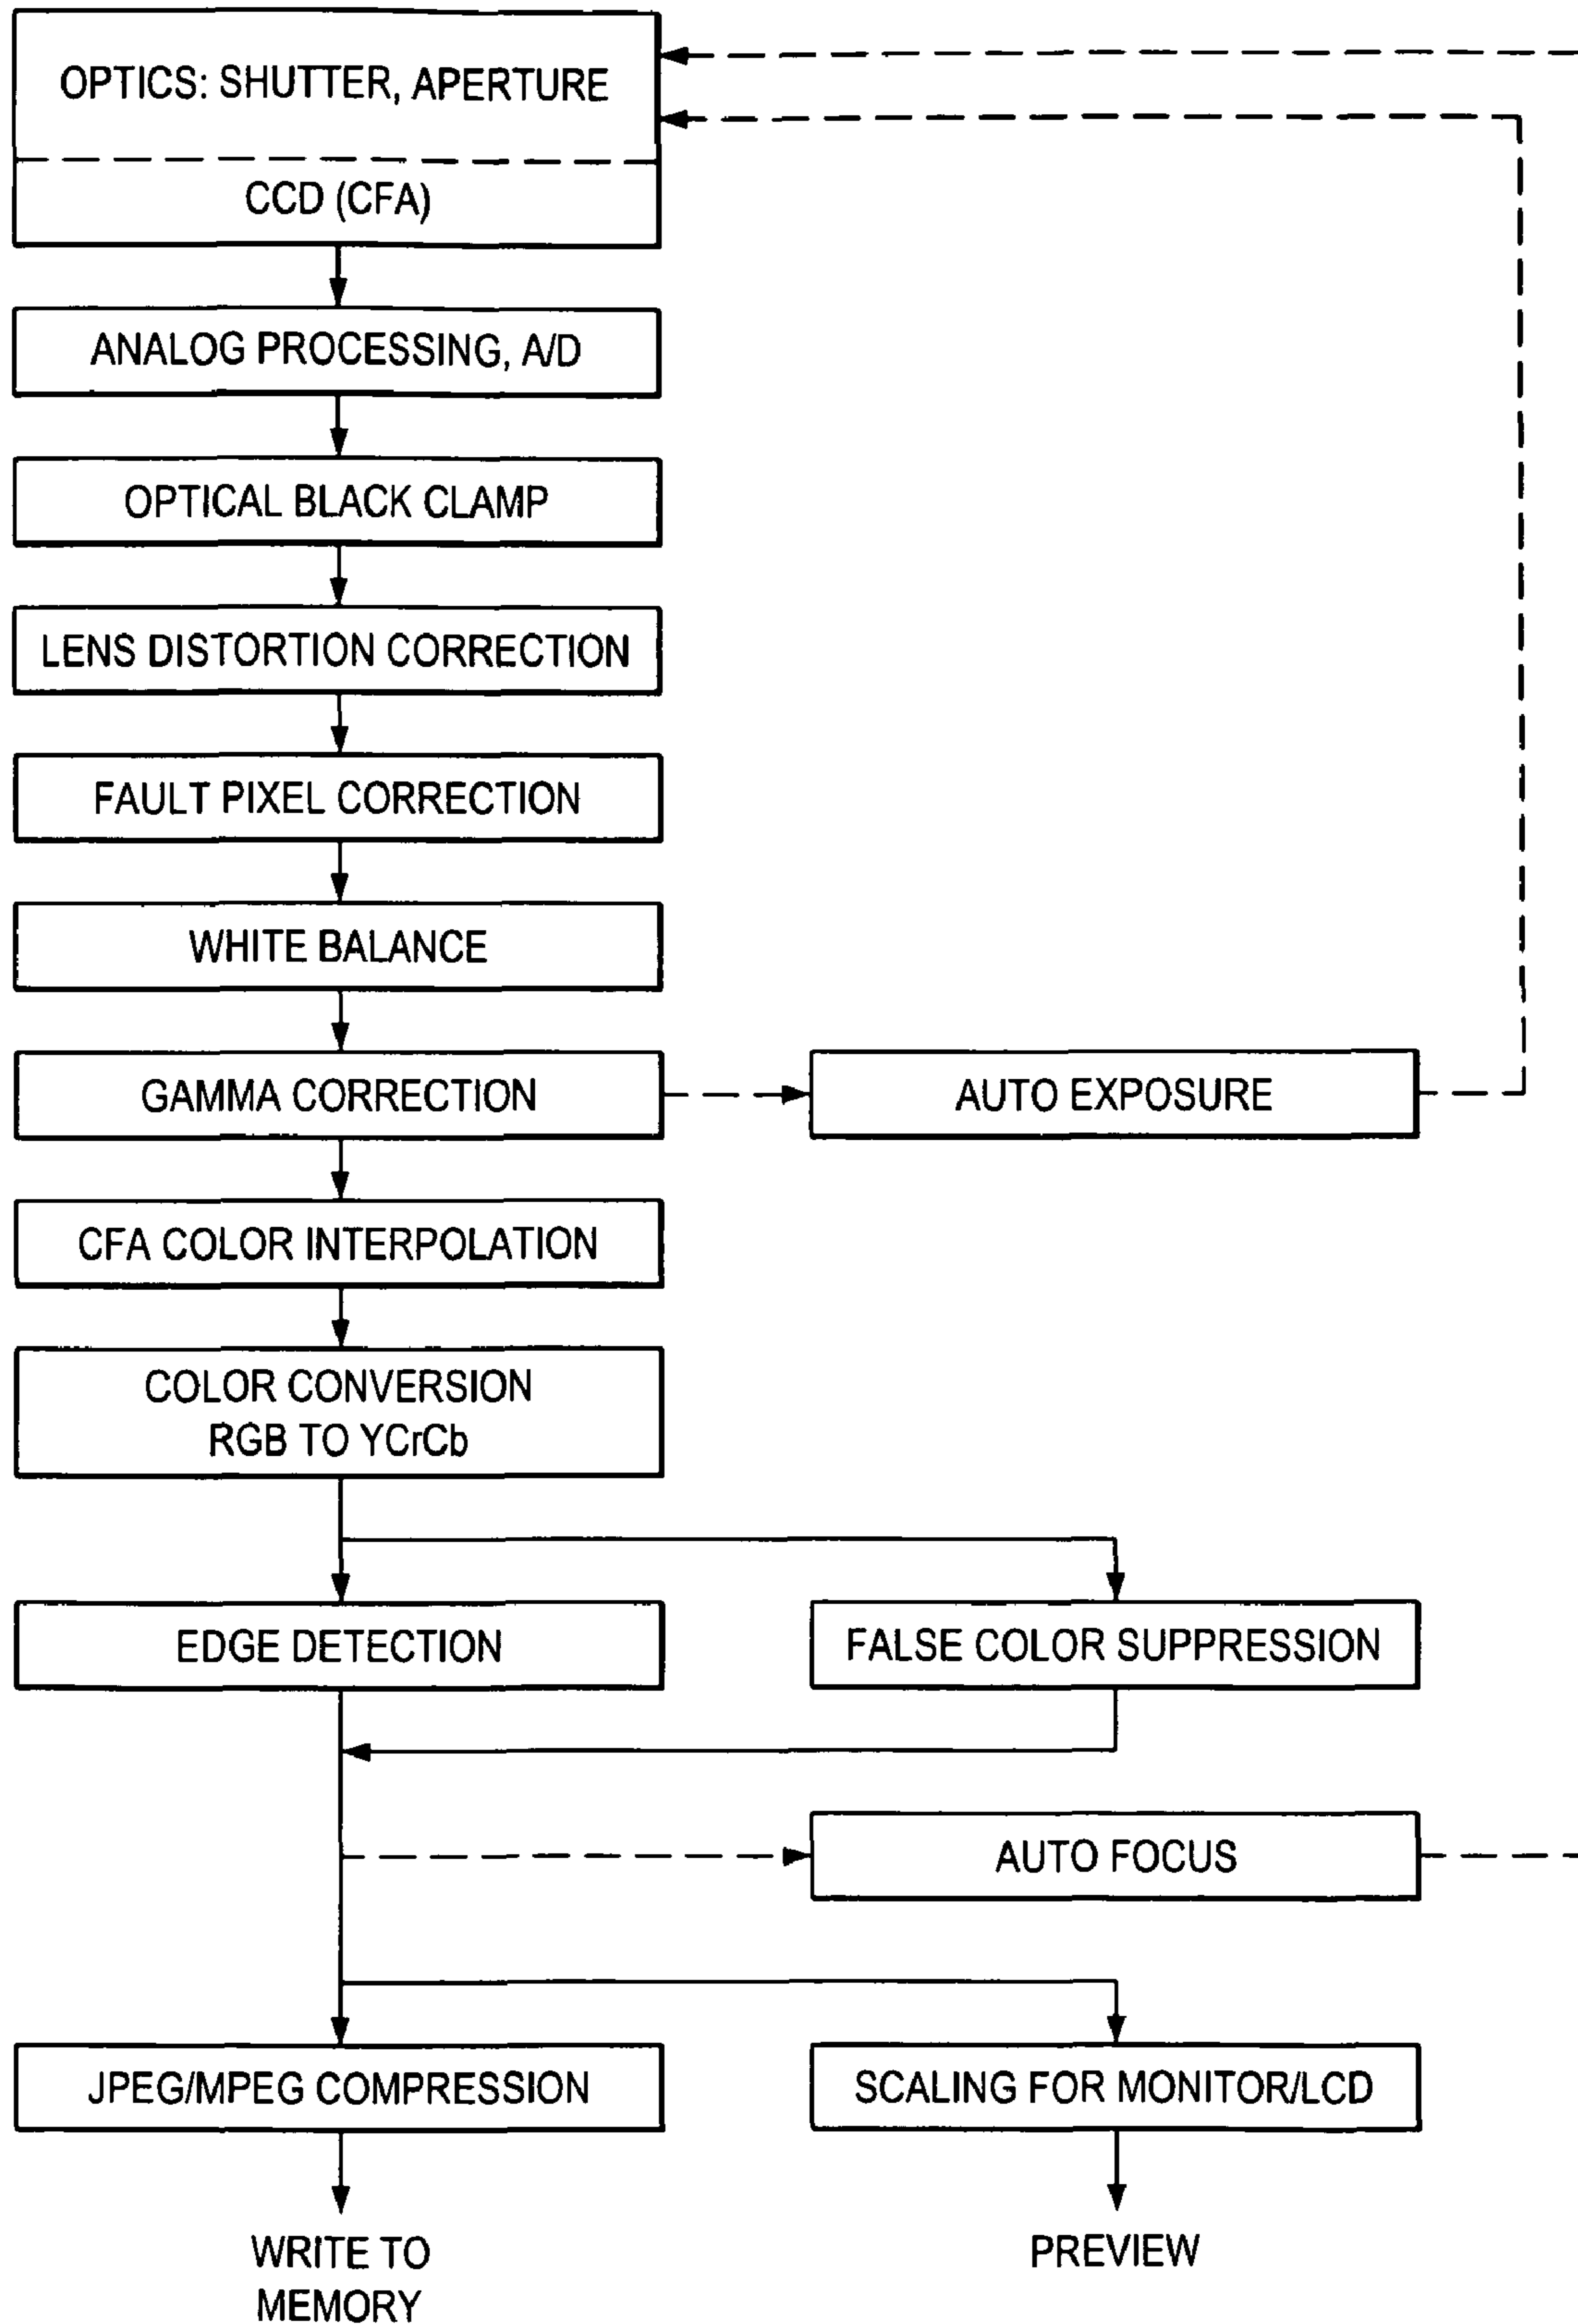 OPTICS: SHUTTER, APERTURE
CCD (CFA)
ANALOG PROCESSING, A/D
OPTICAL BLACK CLAMP
LENS DISTORTION CORRECTION
FAULT PIXEL CORRECTION
WHITE BALANCE
GAMMA CORRECTION
AUTO EXPOSURE
CFA COLOR INTERPOLATION
COLOR CONVERSION
RGB TO YCrCb
EDGE DETECTION
FALSE COLOR SUPPRESSION
AUTO FOCUS
JPEG/MPEG COMPRESSION
SCALING FOR MONITOR/LCD
WRITE TO
MEMORY
PREVIEW